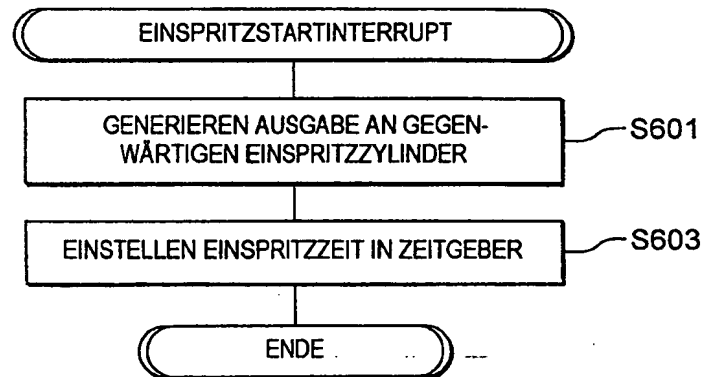 EINSPRITZSTARTINTERRUPT
GENERIEREN AUSGABE AN GEGEN-
WÄRTIGEN EINSPRITZZYLINDER
S601
EINSTELLEN EINSPRITZZEIT IN ZEITGEBER
S603
ENDE